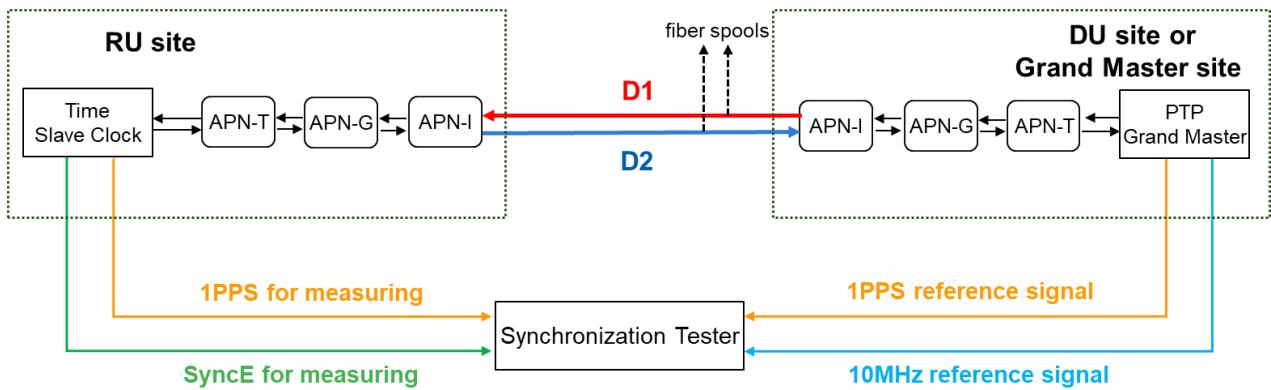 RU site
fiber spools
DU site or
Grand Master site
Time
Slave Clock
APN-T
APN-G
APN-I
D1
D2
APN-I
APN-G
APN-T
PTP
Grand Master
1PPS for measuring
1PPS reference signal
Synchronization Tester
SyncE for measuring
10MHz reference signal